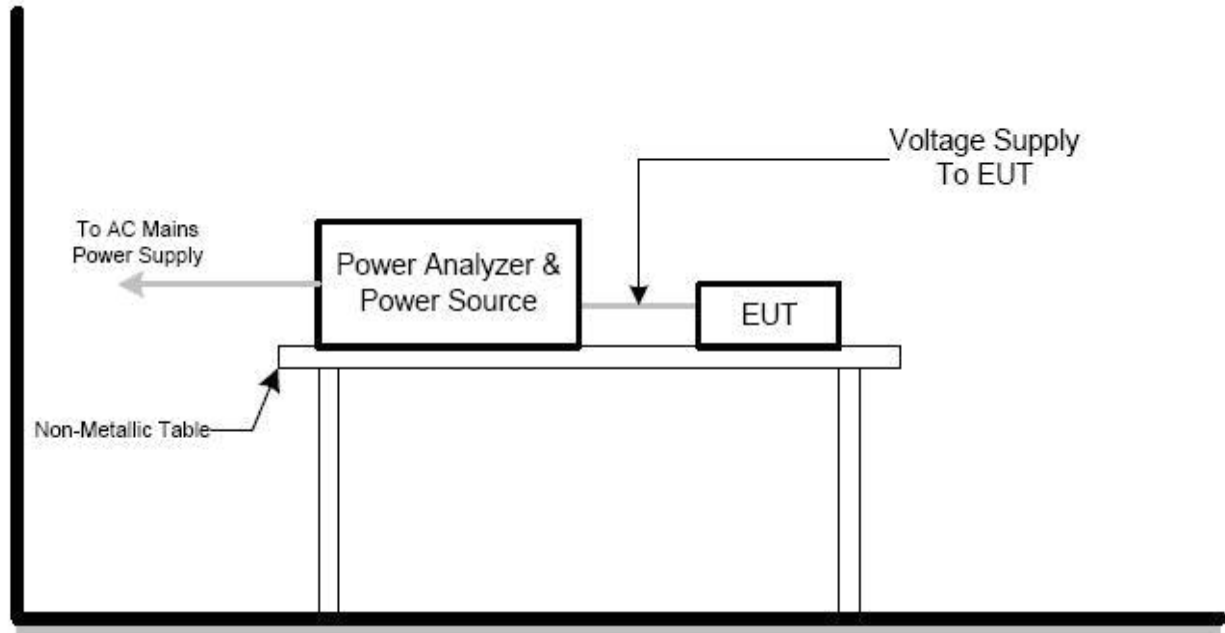 Voltage Supply
To EUT
To AC Mains
Power Supply
Power Analyzer &
Power Source
EUT
Non-Metallic Table